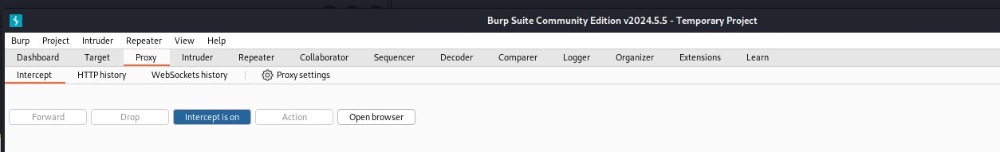 Burp Suite Community Edition v2024.5.5 - Temporary Project
Burp Project Intruder Repeater View Help
Dashboard Target Proxy Intruder Repeater Collaborator Sequencer Decoder Comparer Logger Organizer Extensions Learn
Intercept HTTP history WebSockets history Proxy settings
Forward Drop Intercept is on Action Open browser